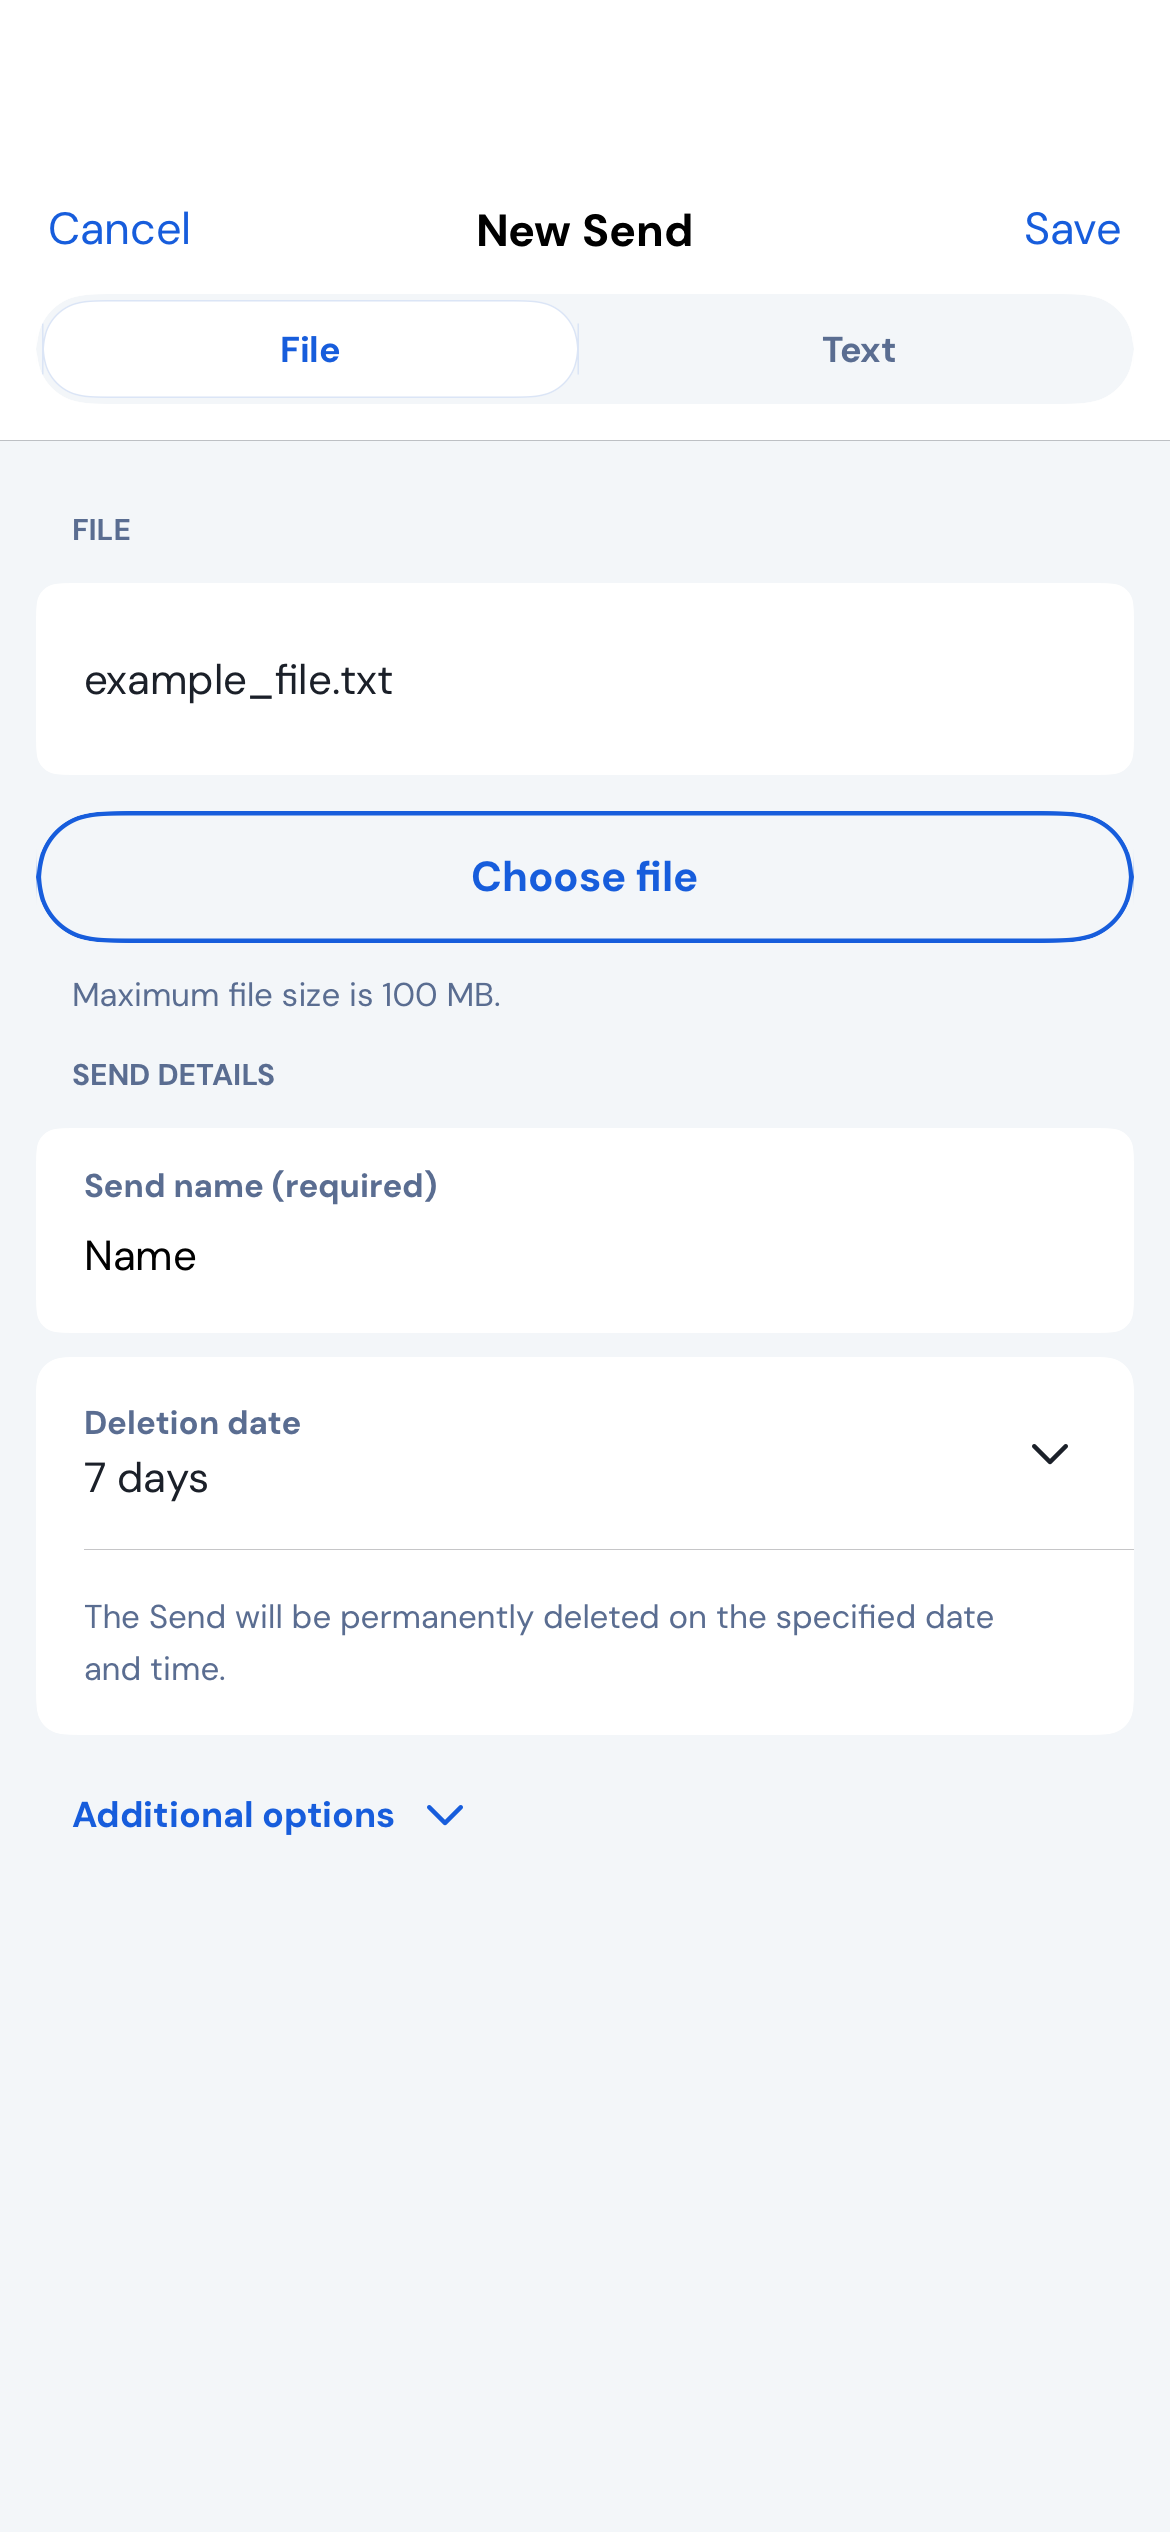 Cancel New Send Save
File Text
FILE
example_file.txt
Choose file
Maximum file size is 100 MB.
SEND DETAILS
Send name (required)
Name
Deletion date
7 days
The Send will be permanently deleted on the specified date
and time.
Additional options